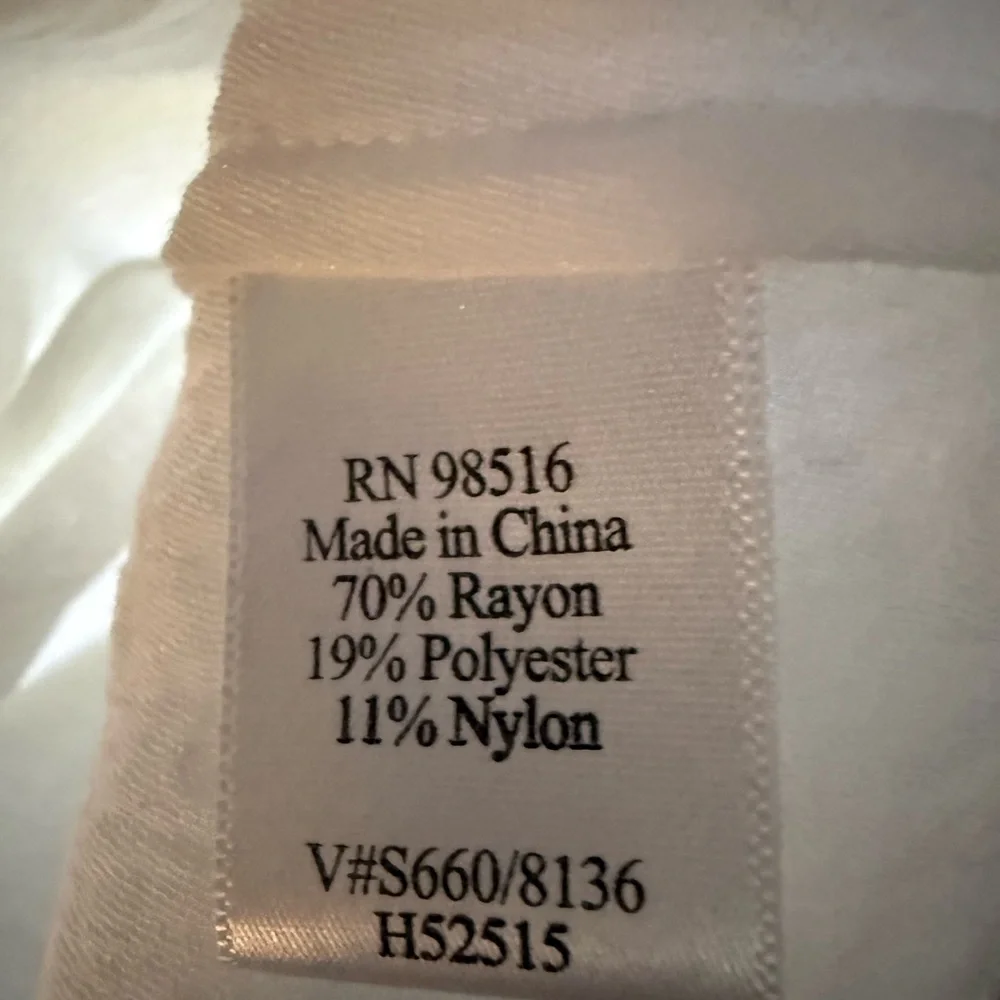 RN 98516
Made in China
70% Rayon
19% Polyester
11% Nylon
V#S660/8136
H52515